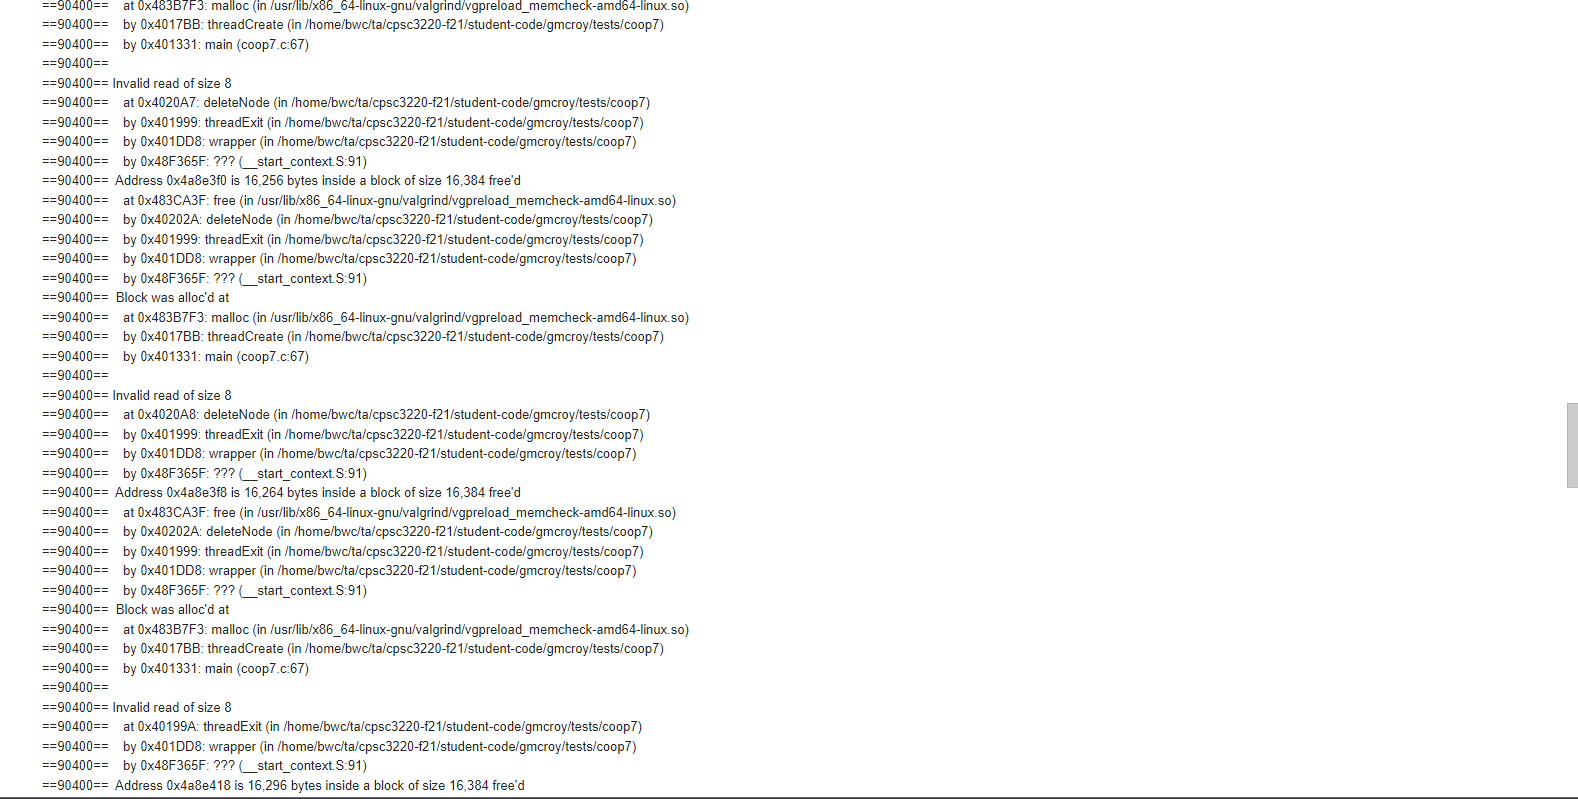 ==90400==    at 0x483B7F3: malloc (in /usr/lib/x86_64-linux-gnu/valgrind/vgpreload_memcheck-amd64-linux.so)
==90400==    by 0x4017BB: threadCreate (in /home/bwc/ta/cpsc3220-f21/student-code/gmcroy/tests/coop7)
==90400==    by 0x401331: main (coop7.c:67)
==90400==
==90400== Invalid read of size 8
==90400==    at 0x4020A7: deleteNode (in /home/bwc/ta/cpsc3220-f21/student-code/gmcroy/tests/coop7)
==90400==    by 0x401999: threadExit (in /home/bwc/ta/cpsc3220-f21/student-code/gmcroy/tests/coop7)
==90400==    by 0x401DD8: wrapper (in /home/bwc/ta/cpsc3220-f21/student-code/gmcroy/tests/coop7)
==90400==    by 0x48F365F: ??? (__start_context.S:91)
==90400==  Address 0x4a8e3f0 is 16,256 bytes inside a block of size 16,384 free'd
==90400==    at 0x483CA3F: free (in /usr/lib/x86_64-linux-gnu/valgrind/vgpreload_memcheck-amd64-linux.so)
==90400==    by 0x40202A: deleteNode (in /home/bwc/ta/cpsc3220-f21/student-code/gmcroy/tests/coop7)
==90400==    by 0x401999: threadExit (in /home/bwc/ta/cpsc3220-f21/student-code/gmcroy/tests/coop7)
==90400==    by 0x401DD8: wrapper (in /home/bwc/ta/cpsc3220-f21/student-code/gmcroy/tests/coop7)
==90400==    by 0x48F365F: ??? (__start_context.S:91)
==90400==  Block was alloc'd at
==90400==    at 0x483B7F3: malloc (in /usr/lib/x86_64-linux-gnu/valgrind/vgpreload_memcheck-amd64-linux.so)
==90400==    by 0x4017BB: threadCreate (in /home/bwc/ta/cpsc3220-f21/student-code/gmcroy/tests/coop7)
==90400==    by 0x401331: main (coop7.c:67)
==90400==
==90400== Invalid read of size 8
==90400==    at 0x4020A8: deleteNode (in /home/bwc/ta/cpsc3220-f21/student-code/gmcroy/tests/coop7)
==90400==    by 0x401999: threadExit (in /home/bwc/ta/cpsc3220-f21/student-code/gmcroy/tests/coop7)
==90400==    by 0x401DD8: wrapper (in /home/bwc/ta/cpsc3220-f21/student-code/gmcroy/tests/coop7)
==90400==    by 0x48F365F: ??? (__start_context.S:91)
==90400==  Address 0x4a8e3f8 is 16,264 bytes inside a block of size 16,384 free'd
==90400==    at 0x483CA3F: free (in /usr/lib/x86_64-linux-gnu/valgrind/vgpreload_memcheck-amd64-linux.so)
==90400==    by 0x40202A: deleteNode (in /home/bwc/ta/cpsc3220-f21/student-code/gmcroy/tests/coop7)
==90400==    by 0x401999: threadExit (in /home/bwc/ta/cpsc3220-f21/student-code/gmcroy/tests/coop7)
==90400==    by 0x401DD8: wrapper (in /home/bwc/ta/cpsc3220-f21/student-code/gmcroy/tests/coop7)
==90400==    by 0x48F365F: ??? (__start_context.S:91)
==90400==  Block was alloc'd at
==90400==    at 0x483B7F3: malloc (in /usr/lib/x86_64-linux-gnu/valgrind/vgpreload_memcheck-amd64-linux.so)
==90400==    by 0x4017BB: threadCreate (in /home/bwc/ta/cpsc3220-f21/student-code/gmcroy/tests/coop7)
==90400==    by 0x401331: main (coop7.c:67)
==90400==
==90400== Invalid read of size 8
==90400==    at 0x40199A: threadExit (in /home/bwc/ta/cpsc3220-f21/student-code/gmcroy/tests/coop7)
==90400==    by 0x401DD8: wrapper (in /home/bwc/ta/cpsc3220-f21/student-code/gmcroy/tests/coop7)
==90400==    by 0x48F365F: ??? (__start_context.S:91)
==90400==  Address 0x4a8e418 is 16,296 bytes inside a block of size 16,384 free'd